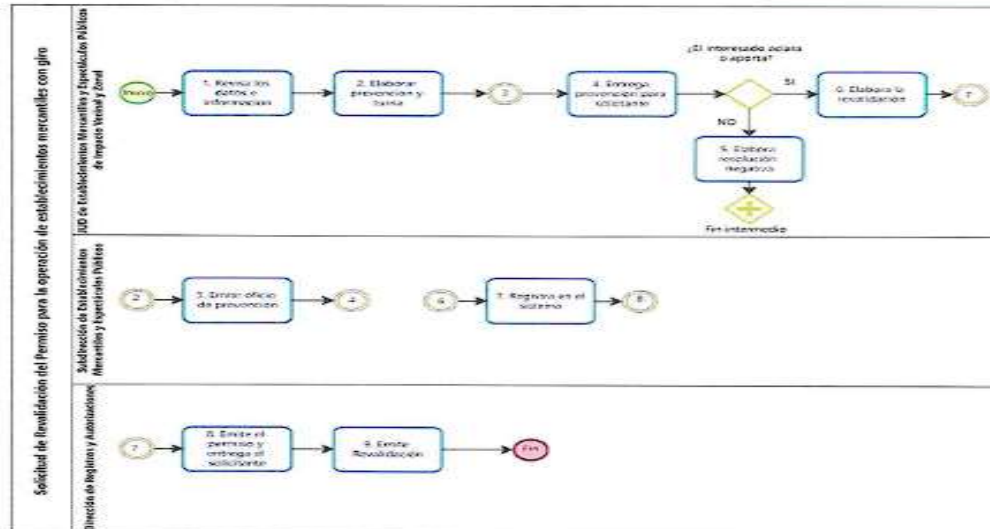 Solicitud de Revalidación del Permiso para la operación de establecimientos mercantiles con giro
JUD de Establecimientos Mercantiles y Espectáculos Públicos
de Impacto Vecinal y Zonal
Inicio
1. Revisa los
datos e
información
2. Elaborar
prevención y
turna
3
4. Entrega
prevención para
solicitante
¿El interesado aclara
o aporta?
SI
6. Elabora la
revalidación
7
NO
5. Elabora
resolución
negativa
Fin intermedio
Subdirección de Establecimientos
Mercantiles y Espectáculos Públicos
2
3. Emitir oficio
de prevención
4
6
7. Registra en el
sistema
8
Dirección de Registros y Autorizaciones
7
8. Emite el
permiso y
entrega al
solicitante
9. Emite
Revalidación
Fin